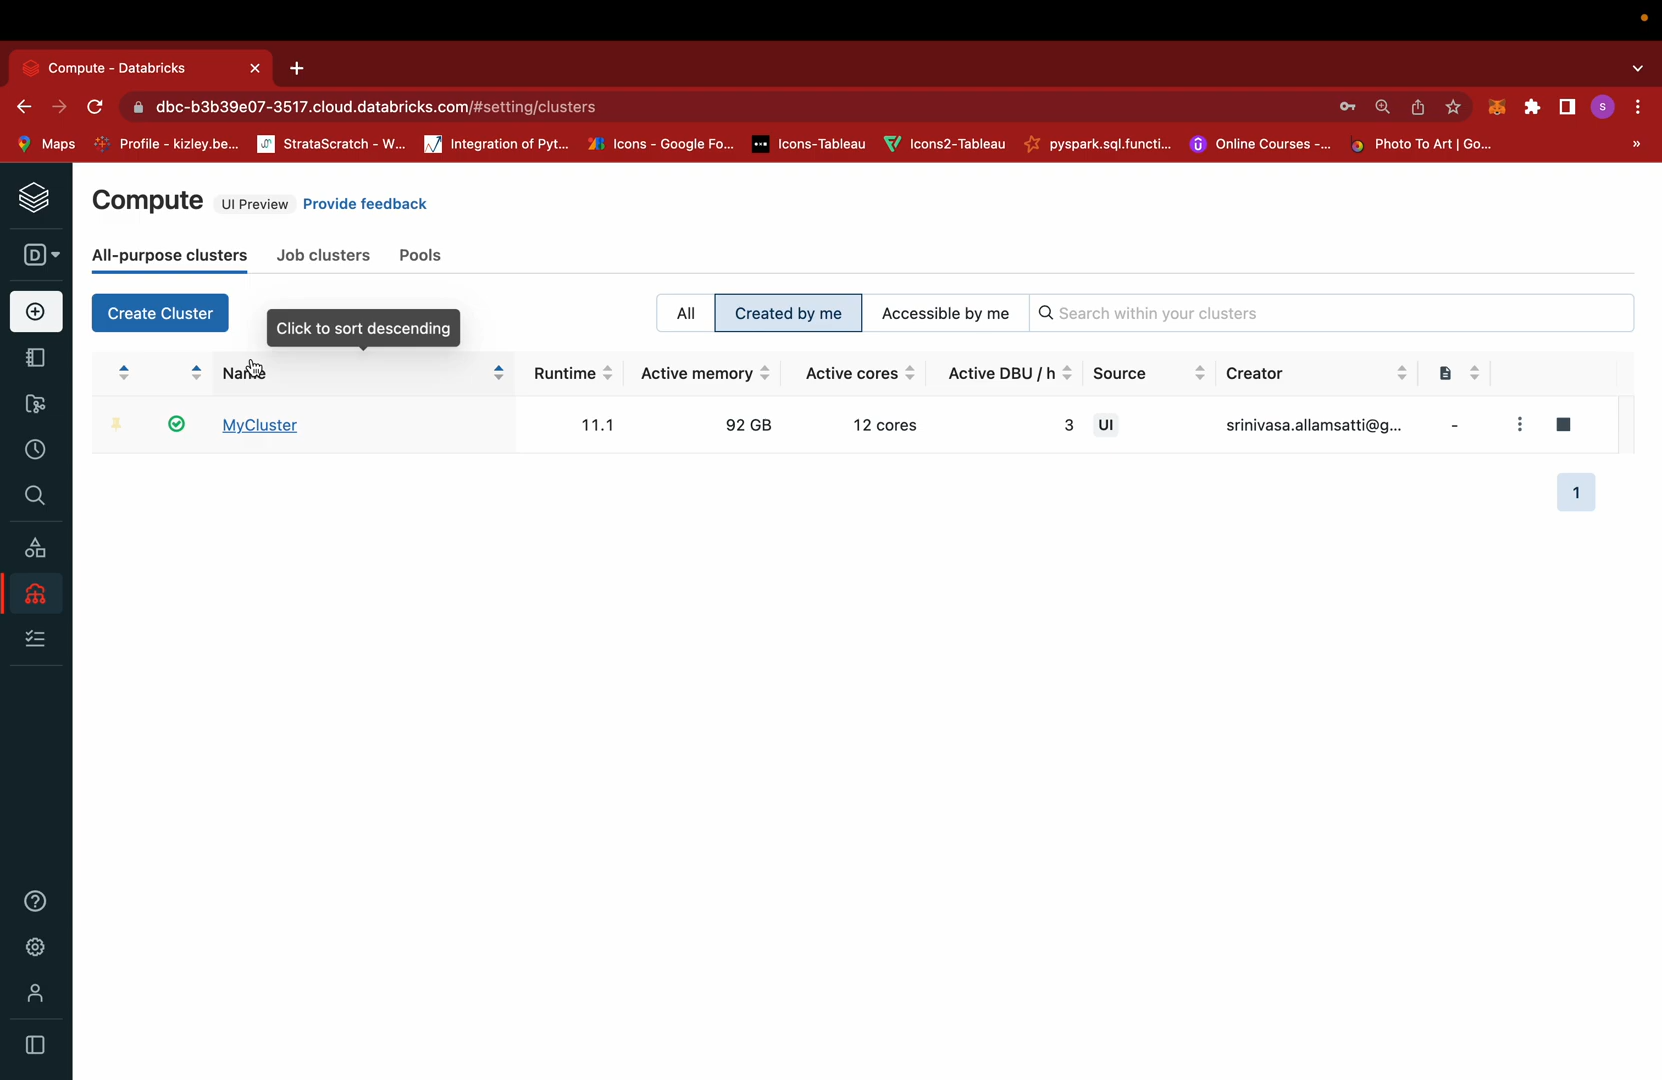 Compute - Databricks
dbc-b3b39e07-3517.cloud.databricks.com/#setting/clusters
S
Maps Profile - kizley.be... StrataScratch - W... Integration of Pyt... Icons - Google Fo... Icons-Tableau Icons2-Tableau pyspark.sql.functi... Online Courses -... Photo To Art | Go... »
Compute UI Preview Provide feedback
D
All-purpose clusters Job clusters Pools
Create Cluster Click to sort descending All Created by me Accessible by me Search within your clusters
Name Runtime Active memory Active cores Active DBU / h Source Creator
MyCluster 11.1 92 GB 12 cores 3 UI srinivasa.allamsatti@g... -
1